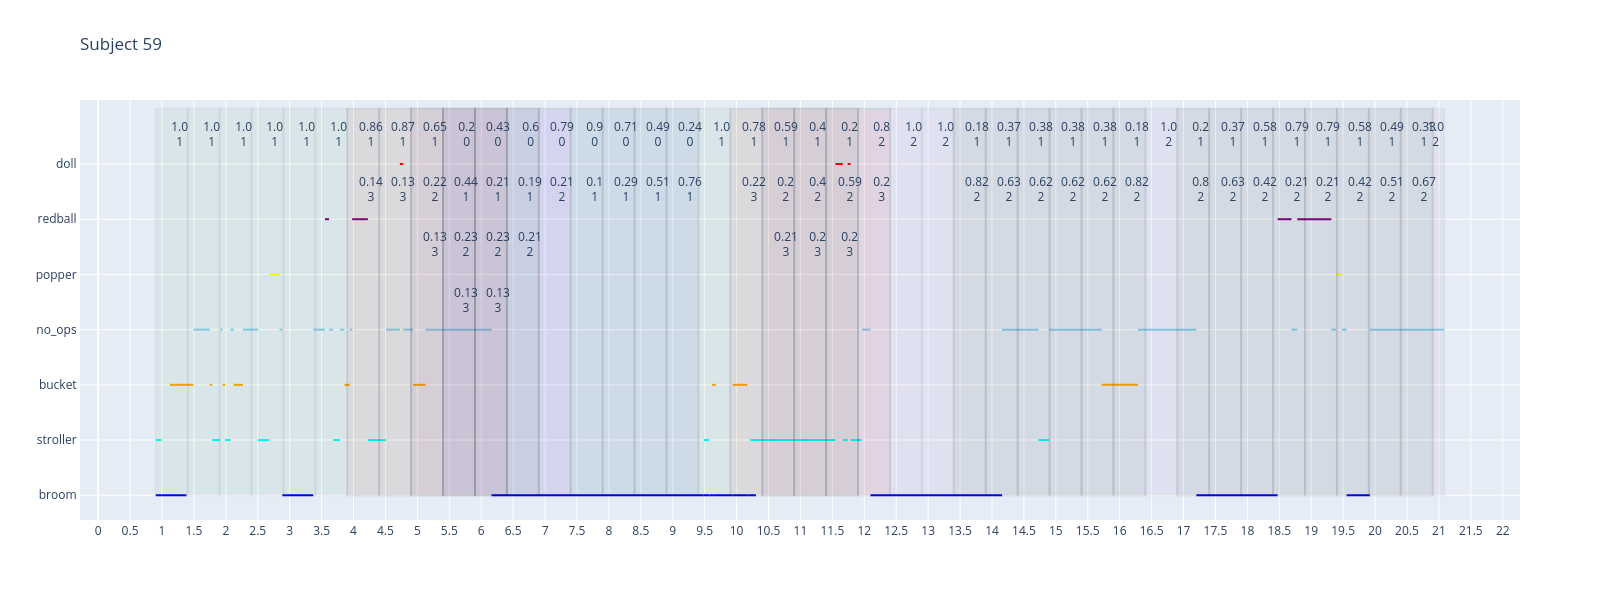 Subject 59
1.0 1.0 1.0 1.0 1.0 1.0 0.86 0.87 0.65 0.2 0.43 0.6 0.79 0.9 0.71 0.49 0.24 1.0 0.78 0.59 0.4 0.2 0.8 1.0 1.0 0.18 0.37 0.38 0.38 0.38 0.18 1.0 0.2 0.37 0.58 0.79 0.79 0.58 0.49
1 1 1 1 1 1 1 1 1 0 0 0 0 0 0 0 0 1 1 1 1 1 2 2 2 1 1 1 1 1 1 2 1 1 1 1 1 1 1 1 2
doll
0.14 0.13 0.22 0.44 0.21 0.19 0.21 0.1 0.29 0.51 0.76 0.22 0.2 0.4 0.59 0.2 0.82 0.63 0.62 0.62 0.62 0.82 0.8 0.63 0.42 0.21 0.21 0.42 0.51 0.67
3 3 2 1 1 1 2 1 1 1 1 3 2 2 2 3 2 2 2 2 2 2 2 2 2 2 2 2 2 2
redball
0.13 0.23 0.23 0.21 0.21 0.2 0.2
3 2 2 2 3 3 3
popper
0.13 0.13
3 3
no_ops
bucket
stroller
broom
0 0.5 1 1.5 2 2.5 3 3.5 4 4.5 5 5.5 6 6.5 7 7.5 8 8.5 9 9.5 10 10.5 11 11.5 12 12.5 13 13.5 14 14.5 15 15.5 16 16.5 17 17.5 18 18.5 19 19.5 20 20.5 21 21.5 22